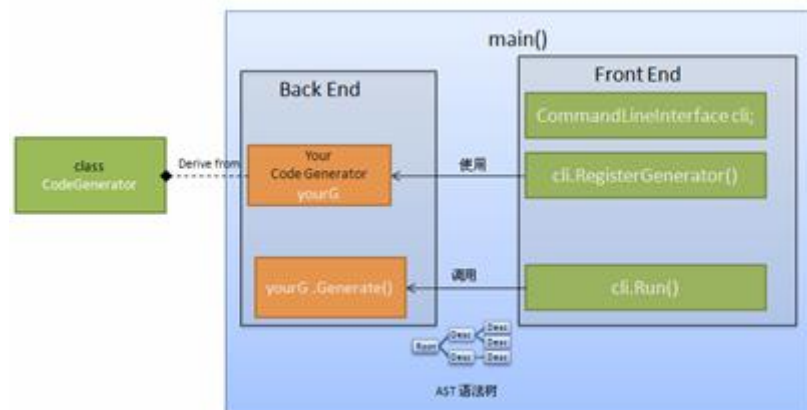 main()
Back End
Front End
CommandLineInterface cli;
class
CodeGenerator
Derive from
Your
Code Generator
yourG
使用
cli.RegisterGenerator()
yourG .Generate()
调用
cli.Run()
Desc
Desc
Desc
Desc
Desc
AST 语法树